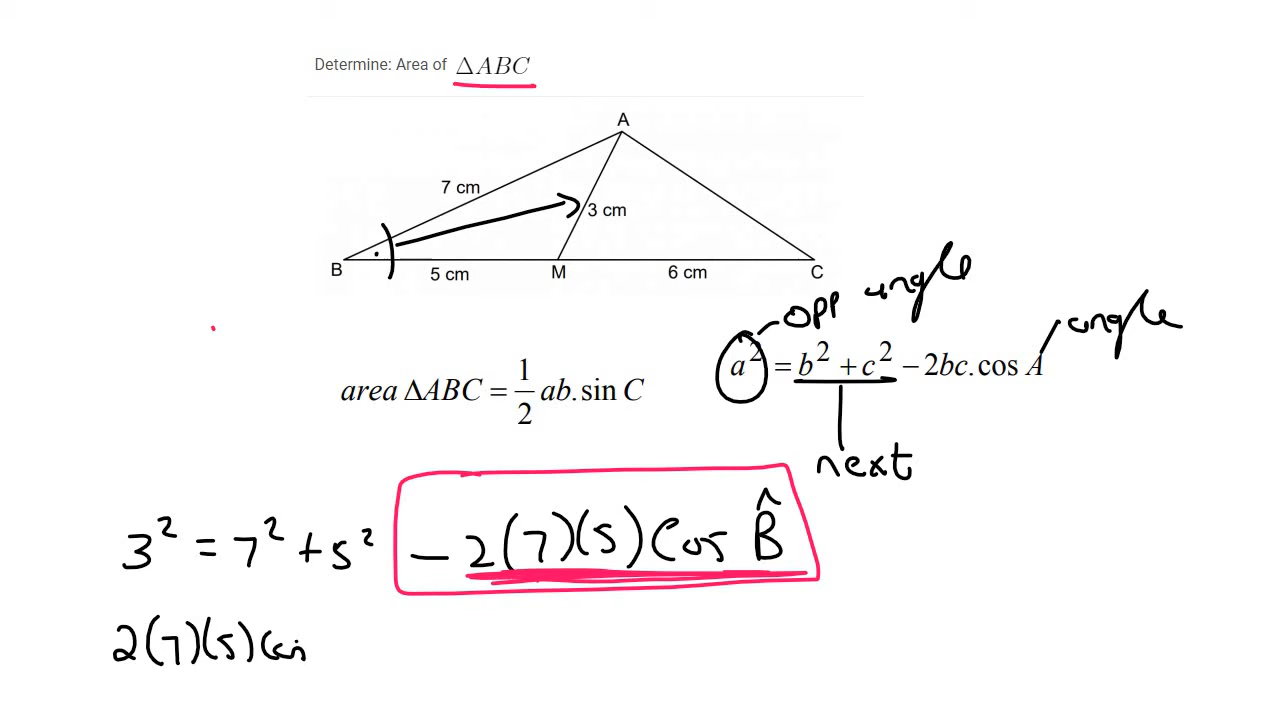 Determine: Area of ΔABC
A
7 cm
3 cm
B
5 cm
M
6 cm
C
opp angle
angle
a² = b² + c² − 2bc.cos A
area ΔABC = 1/2 ab.sin C
next
3² = 7² + 5² − 2(7)(5) Cos B̂
2(7)(5) Cos